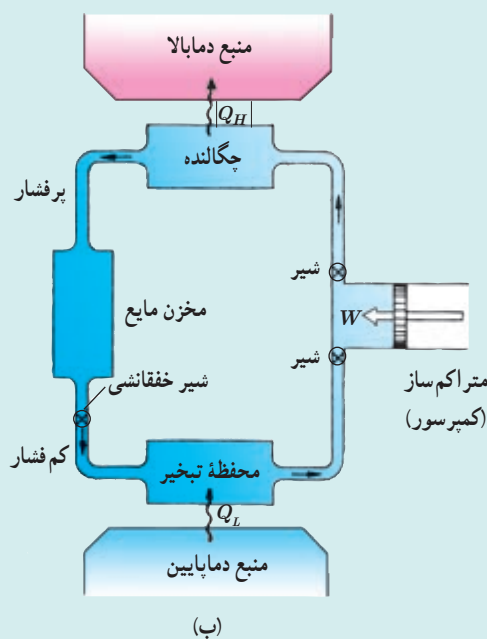 منبع دمابالا
|Q_H|
چگالنده
پرفشار
شیر
مخزن مایع
W
شیر خفقانشی
شیر
متراکم‌ساز
(کمپرسور)
کم‌فشار
محفظهٔ تبخیر
Q_L
منبع دماپایین
(ب)